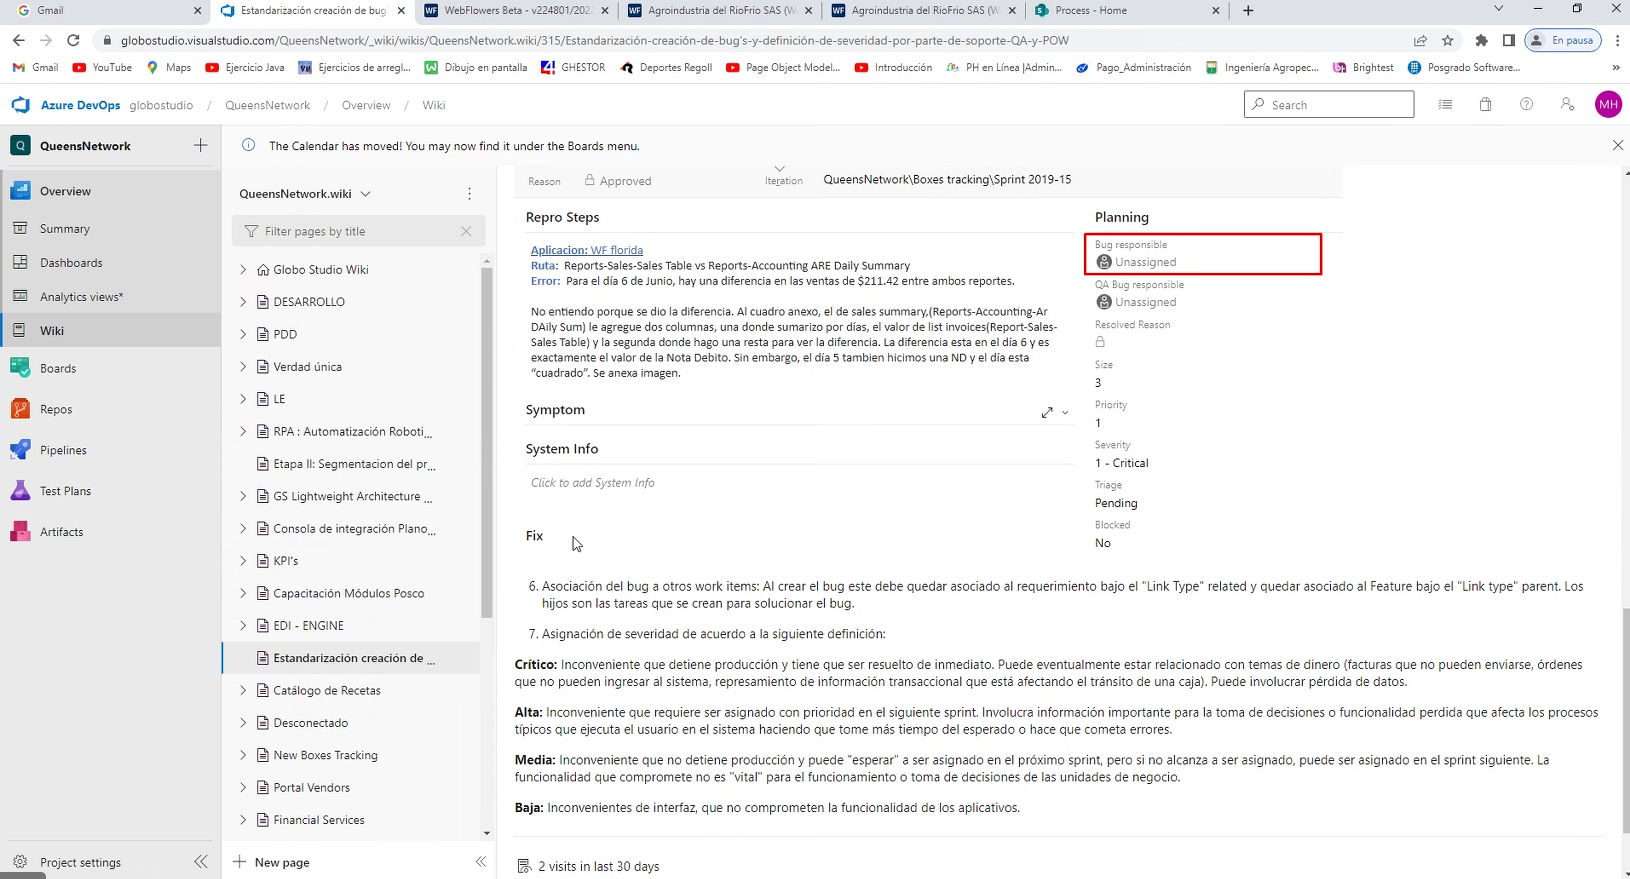 Gmail
Estandarización creación de bug
WebFlowers Beta - v224801/202
Agroindustria del RioFrio SAS (W
Agroindustria del RioFrio SAS (W
Process - Home
globostudio.visualstudio.com/QueensNetwork/_wiki/wikis/QueensNetwork.wiki/315/Estandarización-creación-de-bug's-y-definición-de-severidad-por-parte-de-soporte-QA-y-POW
En pausa
Gmail
YouTube
Maps
Ejercicio Java
Ejercicios de arregl...
Dibujo en pantalla
GHESTOR
Deportes Regoll
Page Object Model...
Introducción
PH en Línea |Admin...
Pago_Administración
Ingeniería Agropec...
Brightest
Posgrado Software...
Azure DevOps globostudio / QueensNetwork / Overview / Wiki
Search
MH
Q QueensNetwork
The Calendar has moved! You may now find it under the Boards menu.
Overview
Summary
Dashboards
Analytics views*
Wiki
Boards
Repos
Pipelines
Test Plans
Artifacts
Project settings
QueensNetwork.wiki
Filter pages by title
Globo Studio Wiki
DESARROLLO
PDD
Verdad única
LE
RPA : Automatización Roboti...
Etapa II: Segmentacion del pr...
GS Lightweight Architecture ...
Consola de integración Plano...
KPI's
Capacitación Módulos Posco
EDI - ENGINE
Estandarización creación de ...
Catálogo de Recetas
Desconectado
New Boxes Tracking
Portal Vendors
Financial Services
New page
Reason Approved Iteration QueensNetwork\Boxes tracking\Sprint 2019-15
Repro Steps
Aplicacion: WF florida
Ruta: Reports-Sales-Sales Table vs Reports-Accounting ARE Daily Summary
Error: Para el día 6 de Junio, hay una diferencia en las ventas de $211.42 entre ambos reportes.
No entiendo porque se dio la diferencia. Al cuadro anexo, el de sales summary,(Reports-Accounting-Ar
DAily Sum) le agregue dos columnas, una donde sumarizo por días, el valor de list invoices(Report-Sales-
Sales Table) y la segunda donde hago una resta para ver la diferencia. La diferencia esta en el día 6 y es
exactamente el valor de la Nota Debito. Sin embargo, el día 5 tambien hicimos una ND y el día esta
“cuadrado”. Se anexa imagen.
Symptom
System Info
Click to add System Info
Fix
Planning
Bug responsible
Unassigned
QA Bug responsible
Unassigned
Resolved Reason
Size
3
Priority
1
Severity
1 - Critical
Triage
Pending
Blocked
No
6. Asociación del bug a otros work items: Al crear el bug este debe quedar asociado al requerimiento bajo el "Link Type" related y quedar asociado al Feature bajo el "Link type" parent. Los
hijos son las tareas que se crean para solucionar el bug.
7. Asignación de severidad de acuerdo a la siguiente definición:
Crítico: Inconveniente que detiene producción y tiene que ser resuelto de inmediato. Puede eventualmente estar relacionado con temas de dinero (facturas que no pueden enviarse, órdenes
que no pueden ingresar al sistema, represamiento de información transaccional que está afectando el tránsito de una caja). Puede involucrar pérdida de datos.
Alta: Inconveniente que requiere ser asignado con prioridad en el siguiente sprint. Involucra información importante para la toma de decisiones o funcionalidad perdida que afecta los procesos
típicos que ejecuta el usuario en el sistema haciendo que tome más tiempo del esperado o hace que cometa errores.
Media: Inconveniente que no detiene producción y puede "esperar" a ser asignado en el próximo sprint, pero si no alcanza a ser asignado, puede ser asignado en el sprint siguiente. La
funcionalidad que compromete no es "vital" para el funcionamiento o toma de decisiones de las unidades de negocio.
Baja: Inconvenientes de interfaz, que no comprometen la funcionalidad de los aplicativos.
2 visits in last 30 days